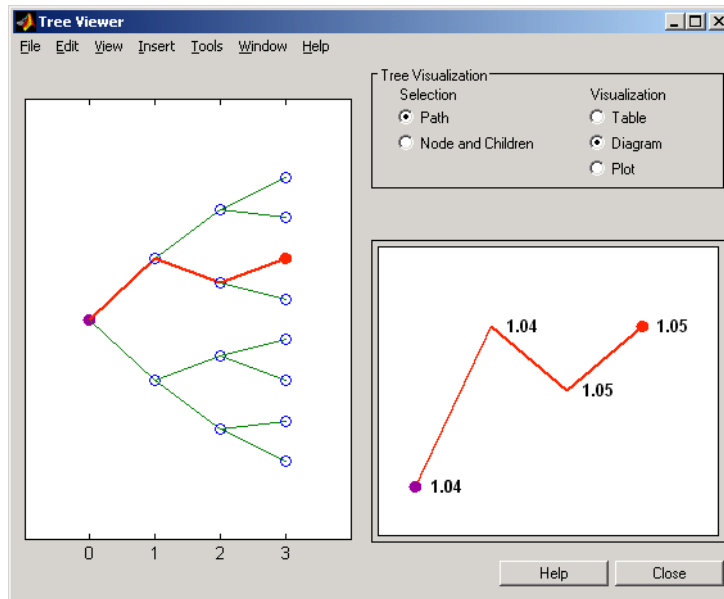 Tree Viewer
File Edit View Insert Tools Window Help
Tree Visualization
Selection
Path
Node and Children
Visualization
Table
Diagram
Plot
0 1 2 3
1.04
1.05
1.05
1.04
Help
Close